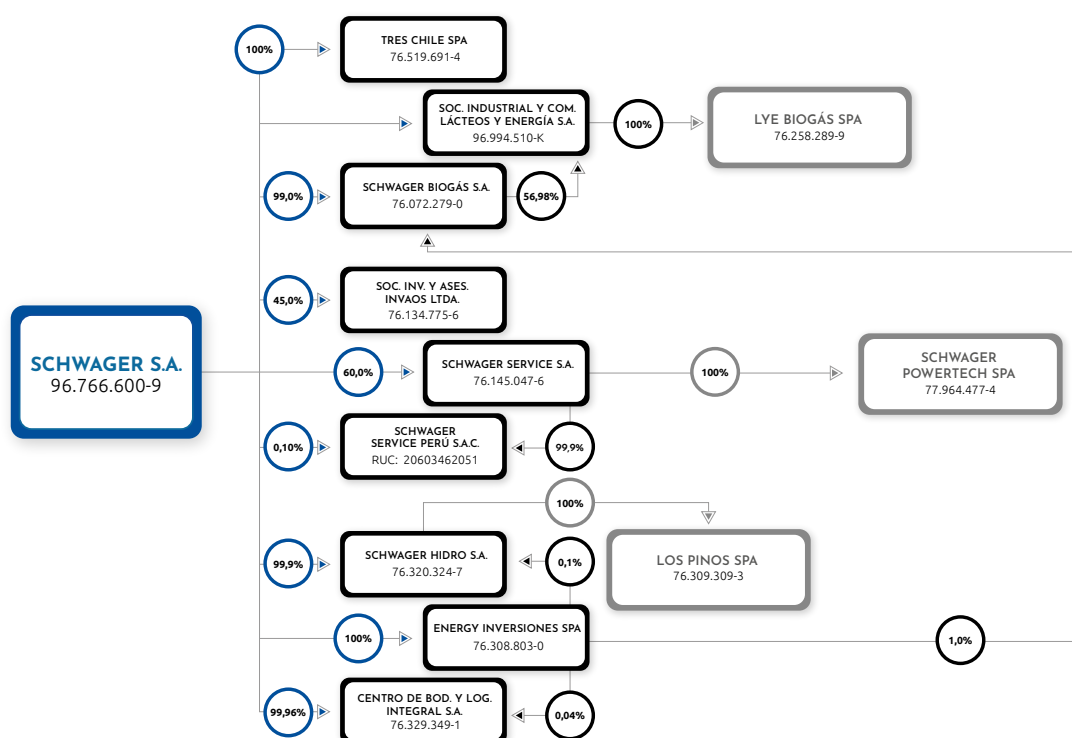 100%
TRES CHILE SPA
76.519.691-4
SOC. INDUSTRIAL Y COM.
LÁCTEOS Y ENERGÍA S.A.
96.994.510-K
100%
LYE BIOGÁS SPA
76.258.289-9
99,0%
SCHWAGER BIOGÁS S.A.
76.072.279-0
56,98%
45,0%
SOC. INV. Y ASES.
INVAOS LTDA.
76.134.775-6
SCHWAGER S.A.
96.766.600-9
60,0%
SCHWAGER SERVICE S.A.
76.145.047-6
100%
SCHWAGER
POWERTECH SPA
77.964.477-4
0,10%
SCHWAGER
SERVICE PERÚ S.A.C.
RUC: 20603462051
99,9%
100%
99,9%
SCHWAGER HIDRO S.A.
76.320.324-7
0,1%
LOS PINOS SPA
76.309.309-3
100%
ENERGY INVERSIONES SPA
76.308.803-0
1,0%
99,96%
CENTRO DE BOD. Y LOG.
INTEGRAL S.A.
76.329.349-1
0,04%